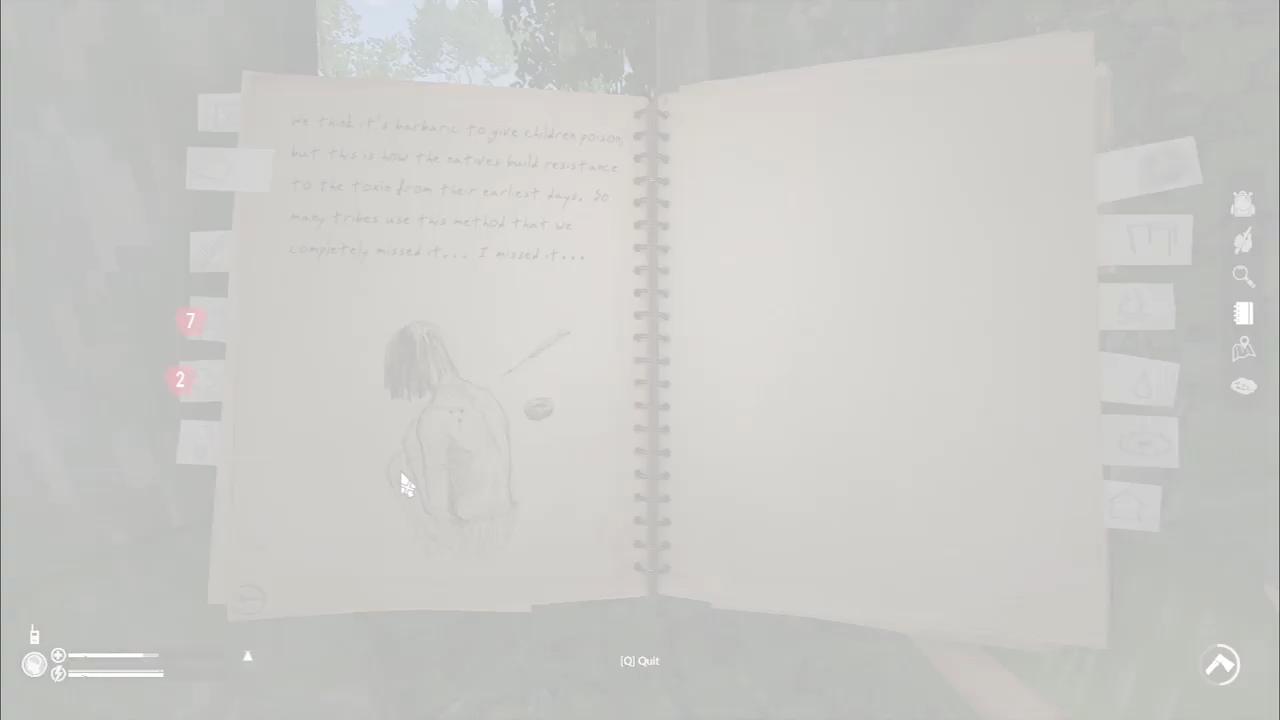 We think it's barbaric to give children poison,
but this is how the natives build resistance
to the toxin from their earliest days. So
many tribes use this method that we
completely missed it... I missed it...
7
2
[Q] Quit